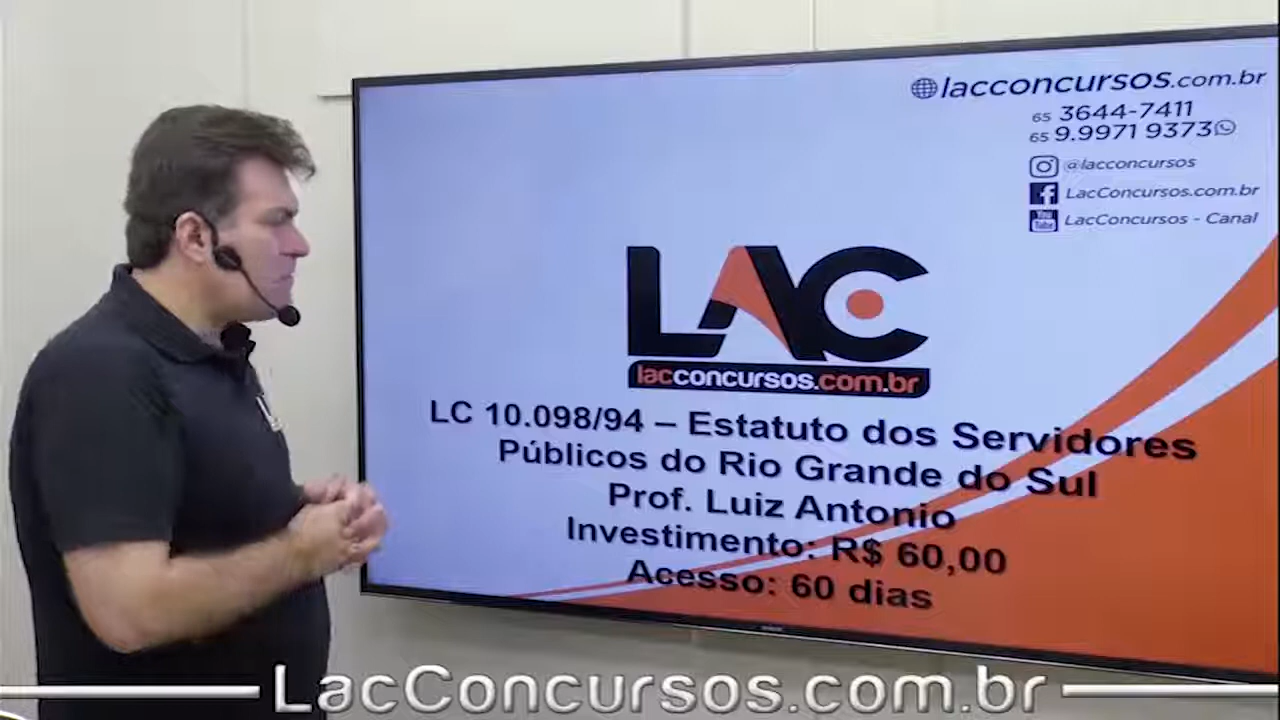 lacconcursos.com.br
65 3644-7411
65 9.9971 9373
@lacconcursos
LacConcursos.com.br
You Tube LacConcursos - Canal
LAC
lacconcursos.com.br
LC 10.098/94 – Estatuto dos Servidores
Públicos do Rio Grande do Sul
Prof. Luiz Antonio
Investimento: R$ 60,00
Acesso: 60 dias
LacConcursos.com.br